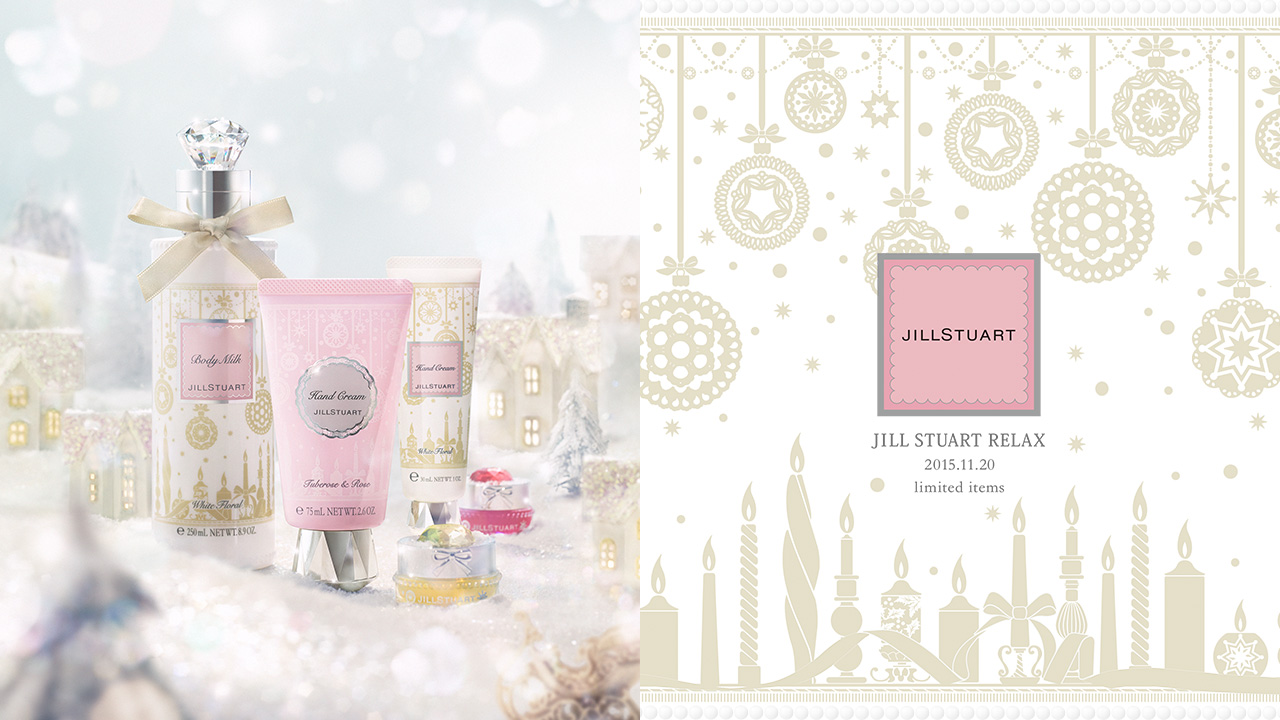 Body Milk
JILLSTUART
White Floral
℮ 250 mL NET WT. 8.9 OZ.
Hand Cream
JILLSTUART
Tuberose & Rose
℮ 75 mL NET WT. 2.6 OZ.
Hand Cream
JILLSTUART
White Floral
JILLSTUART
JILLSTUART
JILLSTUART
JILL STUART RELAX
2015.11.20
limited items